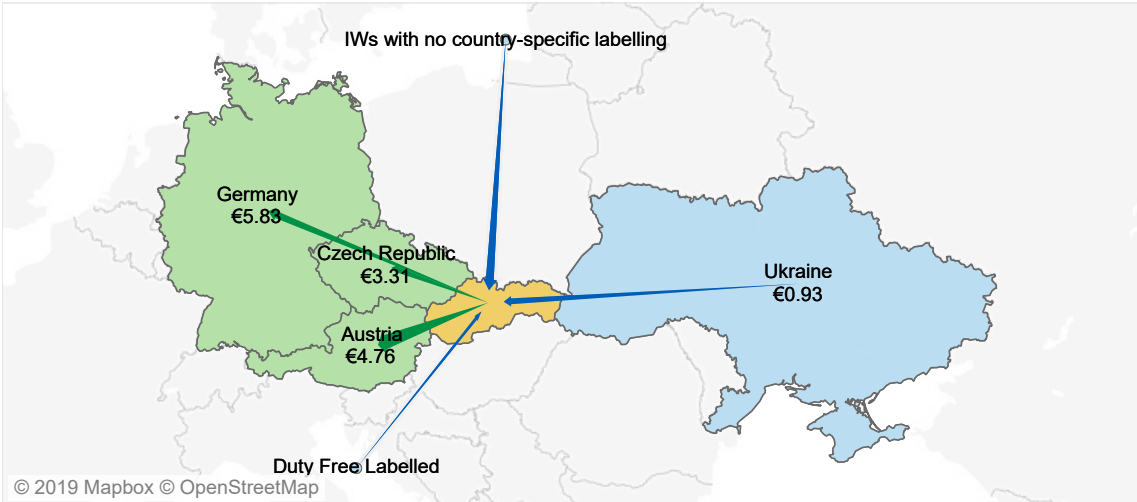 IWs with no country-specific labelling
Germany
€5.83
Czech Republic
€3.31
Ukraine
€0.93
Austria
€4.76
Duty Free Labelled
© 2019 Mapbox © OpenStreetMap